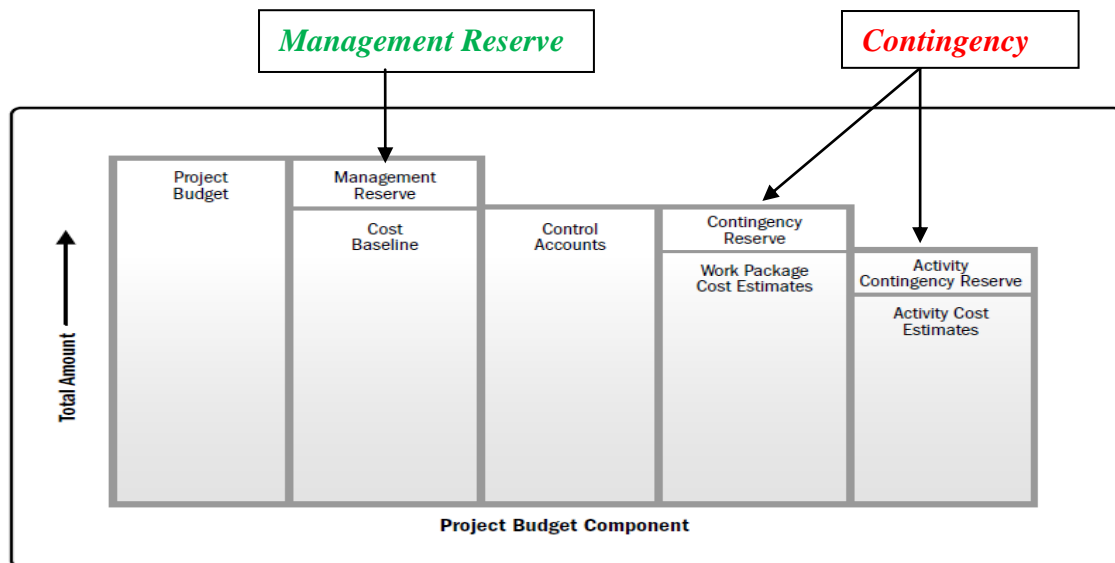 Management Reserve
Contingency
Project
Budget
Management
Reserve
Cost
Baseline
Control
Accounts
Contingency
Reserve
Work Package
Cost Estimates
Activity
Contingency Reserve
Activity Cost
Estimates
Total Amount
Project Budget Component